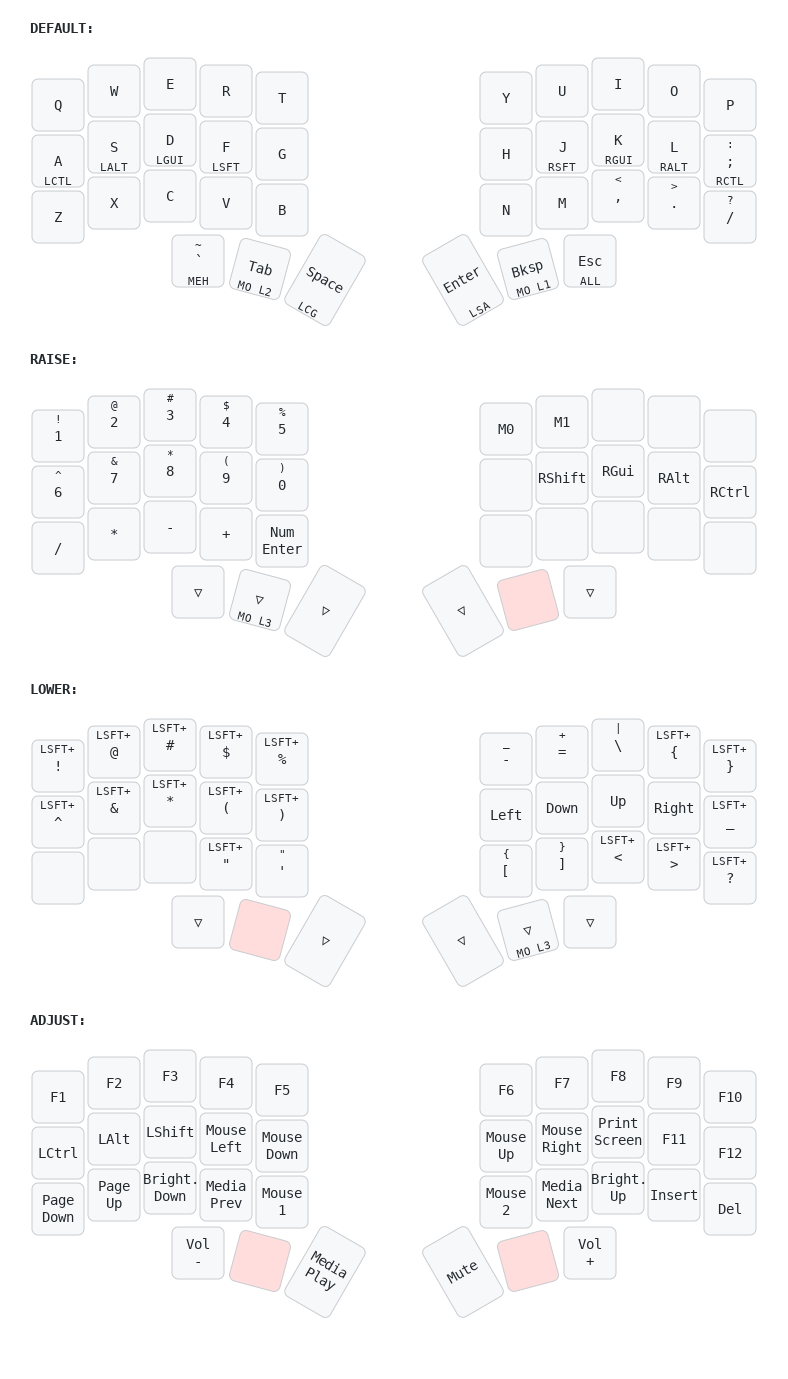 DEFAULT:
Q W E R T Y U I O P
A S D F G H J K L : ;
LCTL LALT LGUI LSFT RSFT RGUI RALT RCTL
Z X C V B N M < , > . ? /
~ ` Tab Space Enter Bksp Esc
MEH MO L2 LCG LSA MO L1 ALL
RAISE:
! 1 @ 2 # 3 $ 4 % 5 M0 M1
^ 6 & 7 * 8 ( 9 ) 0 RShift RGui RAlt RCtrl
/ * - + Num Enter
▽ ▽ ▽ ▽ ▽
MO L3
LOWER:
LSFT+ ! LSFT+ @ LSFT+ # LSFT+ $ LSFT+ % _ - + = | \ LSFT+ { LSFT+ }
LSFT+ ^ LSFT+ & LSFT+ * LSFT+ ( LSFT+ ) Left Down Up Right LSFT+ _
LSFT+ " " ' { [ } ] LSFT+ < LSFT+ > LSFT+ ?
▽ ▽ ▽ ▽ ▽
MO L3
ADJUST:
F1 F2 F3 F4 F5 F6 F7 F8 F9 F10
LCtrl LAlt LShift Mouse Left Mouse Down Mouse Up Mouse Right Print Screen F11 F12
Page Down Page Up Bright. Down Media Prev Mouse 1 Mouse 2 Media Next Bright. Up Insert Del
Vol - Media Play Mute Vol +